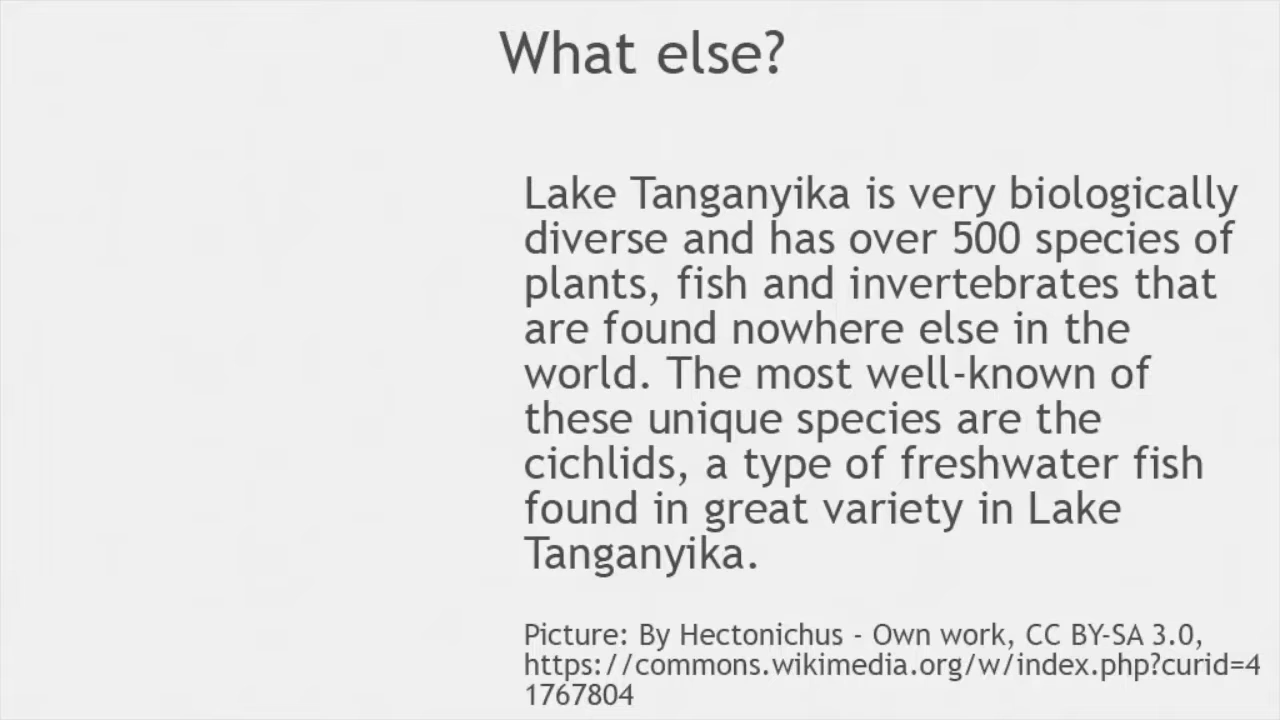 What else?
Lake Tanganyika is very biologically
diverse and has over 500 species of
plants, fish and invertebrates that
are found nowhere else in the
world. The most well-known of
these unique species are the
cichlids, a type of freshwater fish
found in great variety in Lake
Tanganyika.
Picture: By Hectonichus - Own work, CC BY-SA 3.0,
https://commons.wikimedia.org/w/index.php?curid=4
1767804